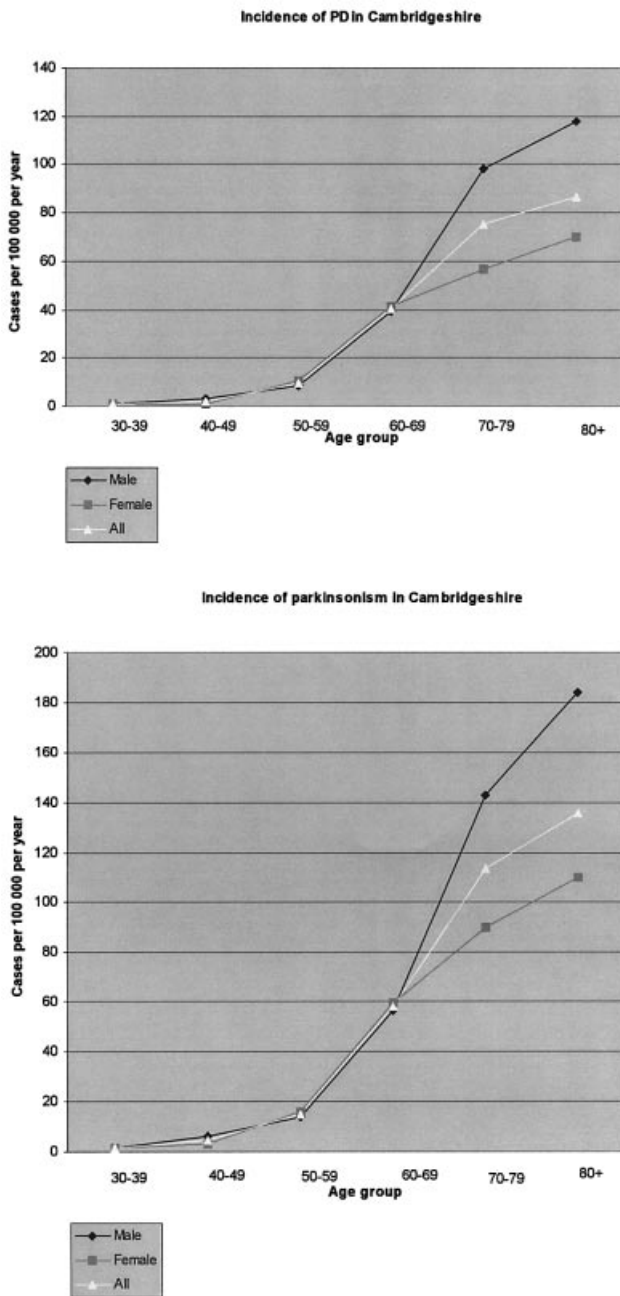 Incidence of PDin Cambridgeshire
140
120
100
80
60
40
20
0
Cases per 100 000 per year
30-39 40-49 50-59 60-69 70-79 80+
Age group
Male
Female
All
Incidence of parkinsonism in Cambridgeshire
200
180
160
140
120
100
80
60
40
20
0
Cases per 100 000 per year
30-39 40-49 50-59 60-69 70-79 80+
Age group
Male
Female
All